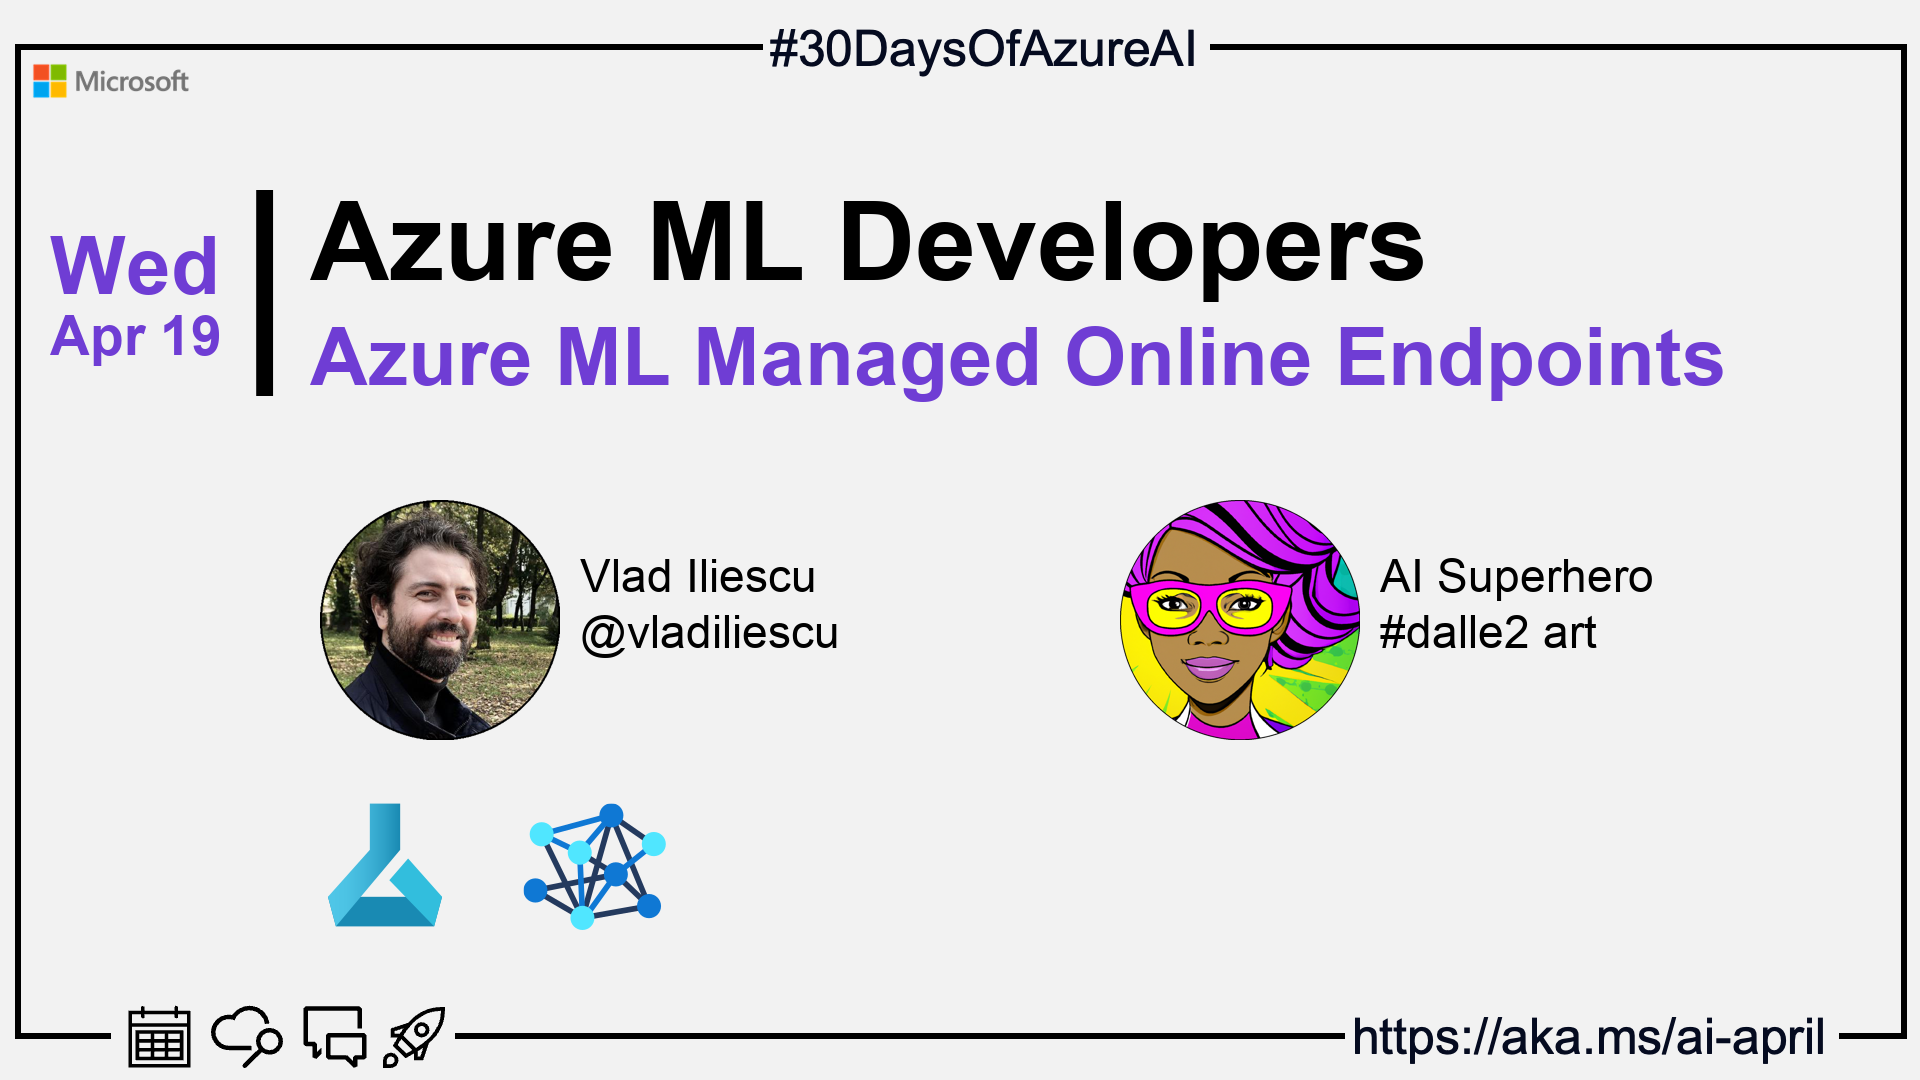 #30DaysOfAzureAI
Microsoft
Wed
Apr 19
Azure ML Developers
Azure ML Managed Online Endpoints
Vlad Iliescu
@vladiliescu
AI Superhero
#dalle2 art
https://aka.ms/ai-april